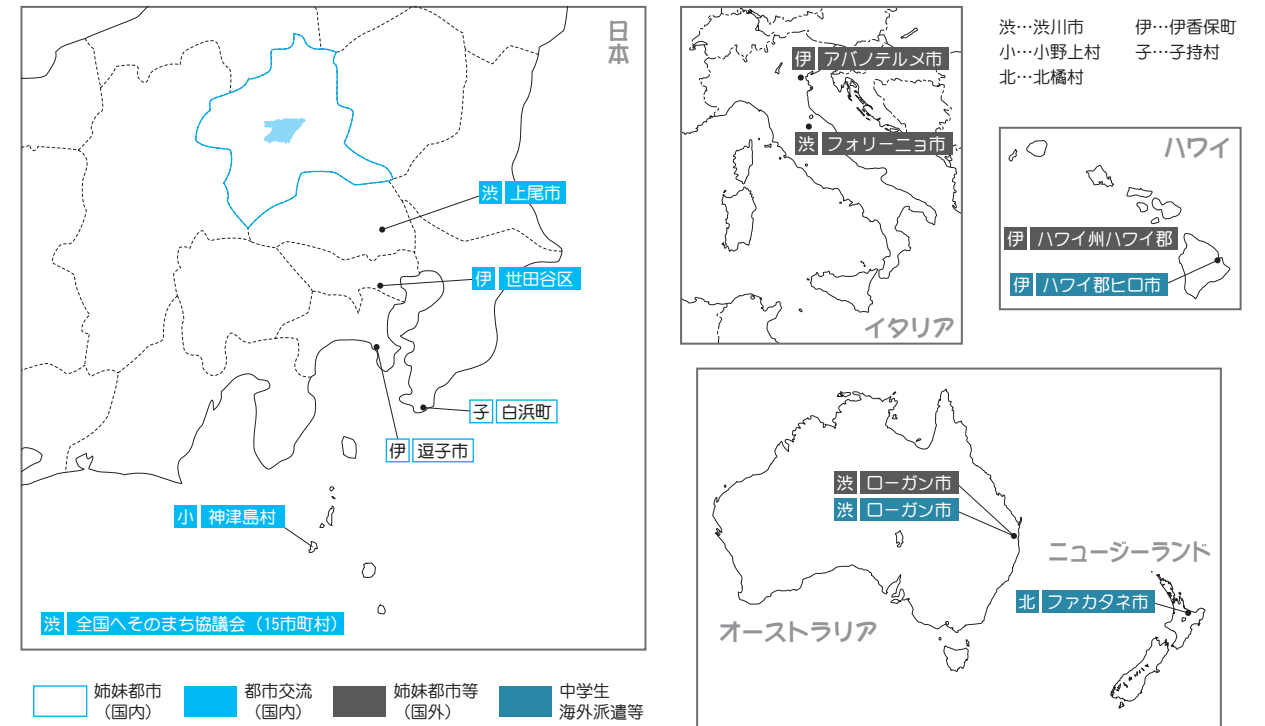 日本
渋 上尾市
伊 世田谷区
子 白浜町
伊 逗子市
小 神津島村
渋 全国へそのまち協議会（15市町村）
姉妹都市
（国内）
都市交流
（国内）
姉妹都市等
（国外）
中学生
海外派遣等
伊 アバノテルメ市
渋 フォリーニョ市
イタリア
渋…渋川市 伊…伊香保町
小…小野上村 子…子持村
北…北橘村
ハワイ
伊 ハワイ州ハワイ郡
伊 ハワイ郡ヒロ市
渋 ローガン市
渋 ローガン市
ニュージーランド
北 ファカタネ市
オーストラリア